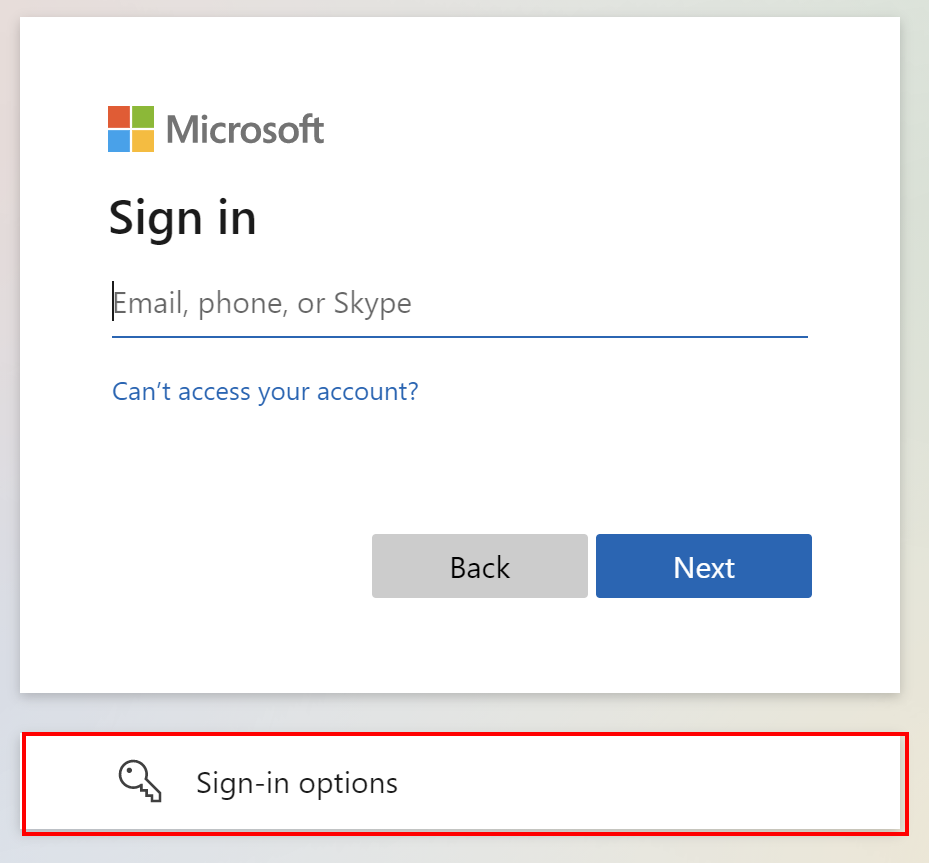 Microsoft
Sign in
Email, phone, or Skype
Can’t access your account?
Back
Next
Sign-in options